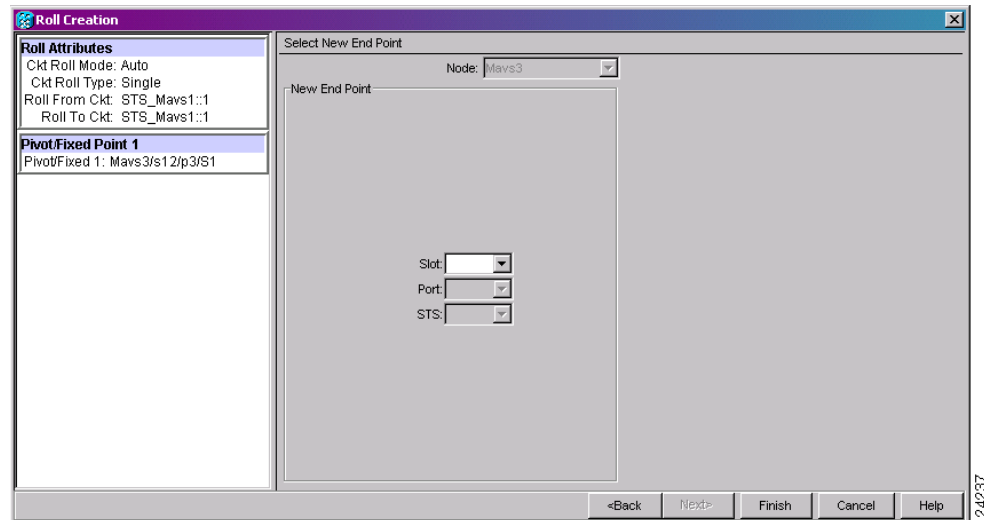 Roll Creation
Roll Attributes
Ckt Roll Mode: Auto
Ckt Roll Type: Single
Roll From Ckt: STS_Mavs1::1
Roll To Ckt: STS_Mavs1::1
Pivot/Fixed Point 1
Pivot/Fixed 1: Mavs3/s12/p3/S1
Select New End Point
Node: Mavs3
New End Point
Slot:
Port:
STS:
<Back
Next>
Finish
Cancel
Help
24237